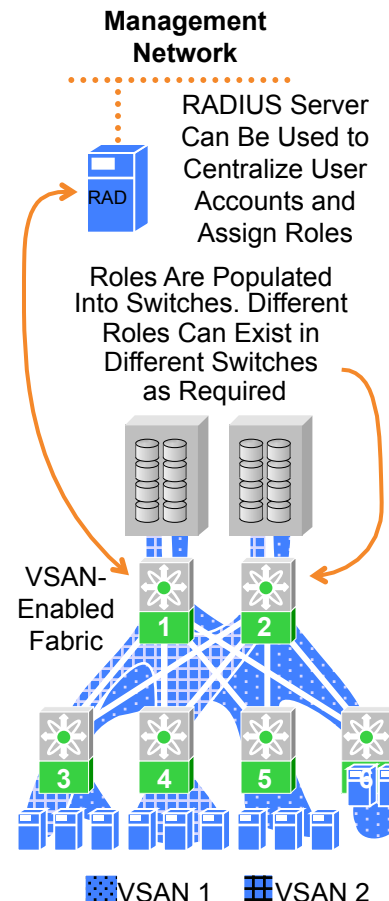 Management
Network
RADIUS Server
Can Be Used to
Centralize User
Accounts and
Assign Roles
RAD
Roles Are Populated
Into Switches. Different
Roles Can Exist in
Different Switches
as Required
VSAN-
Enabled
Fabric
1
2
3
4
5
6
VSAN 1
VSAN 2